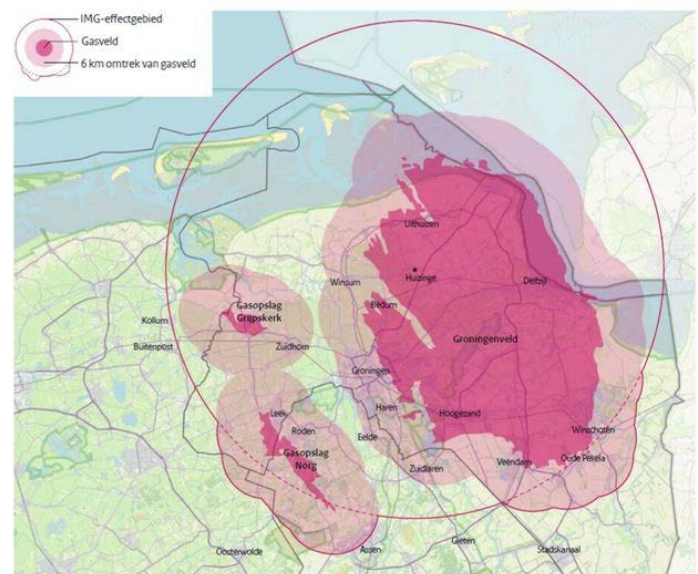 IMG-effectgebied
Gasveld
6 km omtrek van gasveld
Uithuizen
Huizinge
Delfzijl
Winsum
Bedum
Gasopslag
Grijpskerk
Kollum
Buitenpost
Zuidhorn
Groningenveld
Groningen
Haren
Hoogezand
Leek
Roden
Eelde
Winschoten
Gasopslag
Norg
Zuidlaren
Veendam
Oude Pekela
Oosterwolde
Assen
Gieten
Stadskanaal